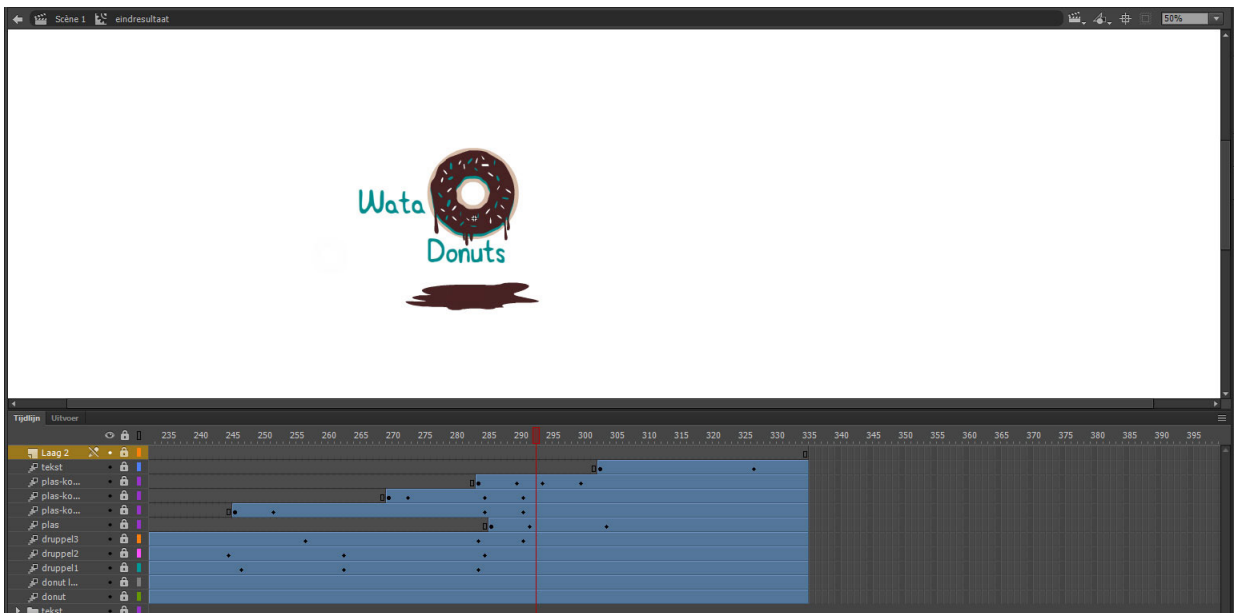 Scène 1 eindresultaat 50%
Wata
Donuts
Tijdlijn Uitvoer
235 240 245 250 255 260 265 270 275 280 285 290 295 300 305 310 315 320 325 330 335 340 345 350 355 360 365 370 375 380 385 390 395
Laag 2
tekst
plas-ko...
plas-ko...
plas-ko...
plas
druppel3
druppel2
druppel1
donut l...
donut
tekst